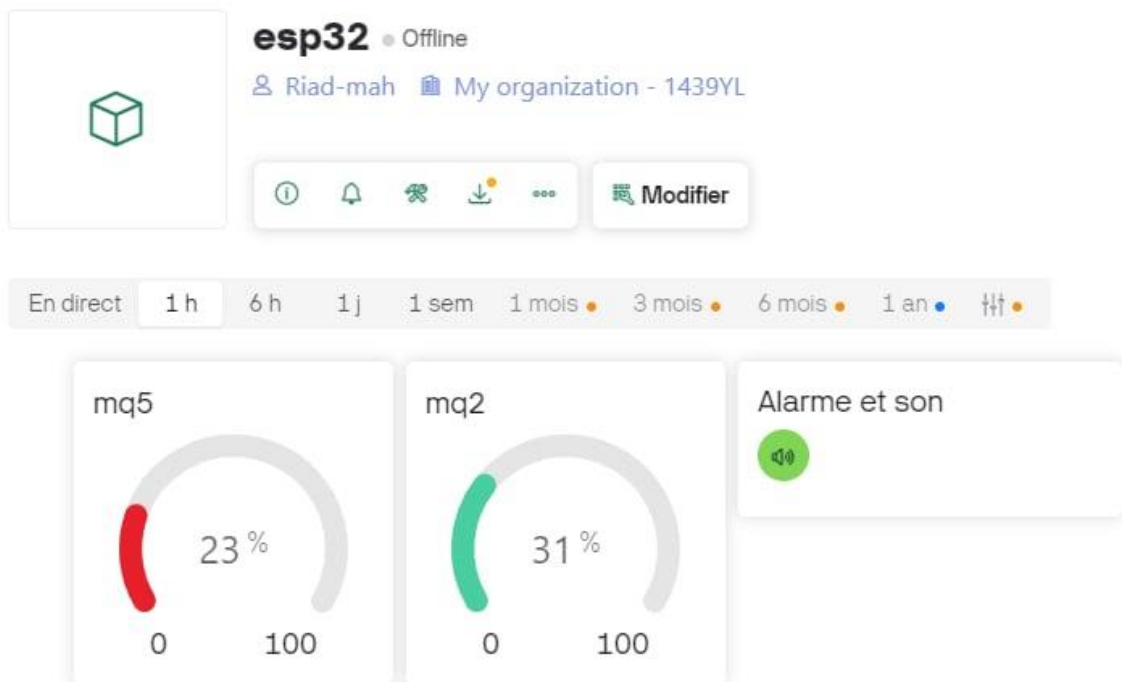 esp32 Offline
Riad-mah My organization - 1439YL
Modifier
En direct 1 h 6 h 1 j 1 sem 1 mois 3 mois 6 mois 1 an
mq5
23 %
0 100
mq2
31 %
0 100
Alarme et son